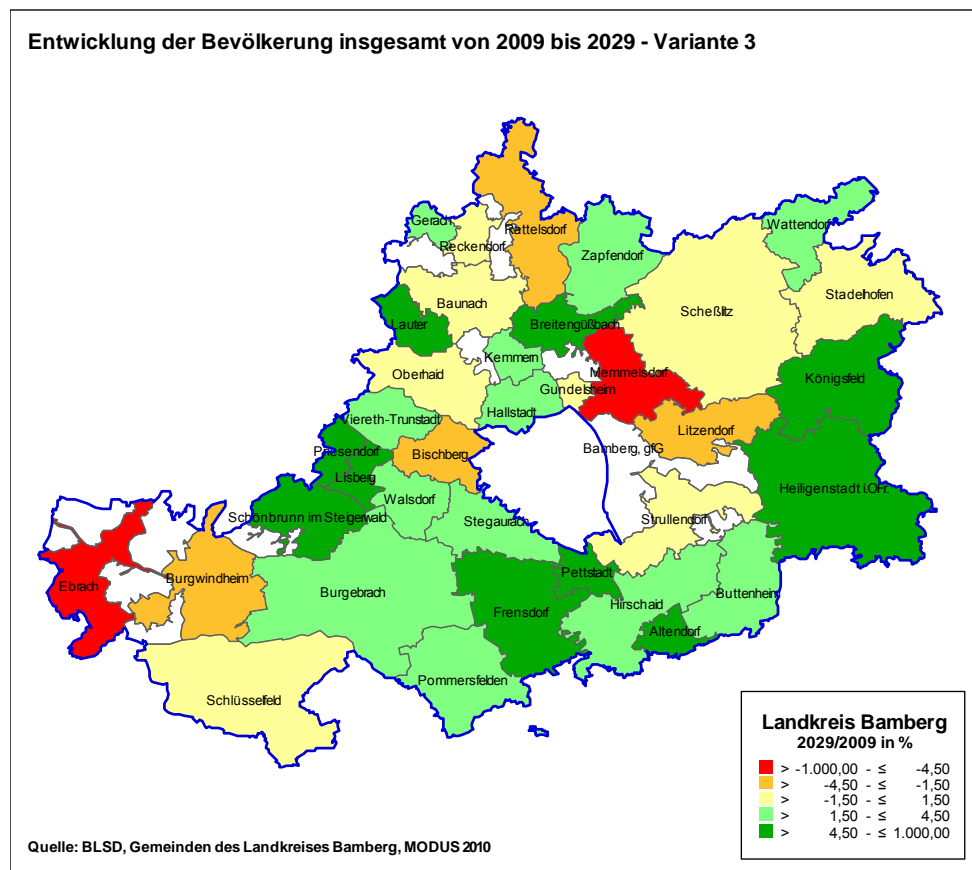 Entwicklung der Bevölkerung insgesamt von 2009 bis 2029 - Variante 3
Gerach
Reckendorf
Rattelsdorf
Zapfendorf
Wattendorf
Stadelhofen
Baunach
Scheßlitz
Lauter
Breitengüßbach
Kemmern
Oberhaid
Gundelsheim
Memmelsdorf
Königsfeld
Hallstadt
Viereth-Trunstadt
Litzendorf
Priesendorf
Bischberg
Bamberg, gfG
Lisberg
Walsdorf
Heiligenstadt i.OFr.
Schönbrunn im Steigerwald
Stegaurach
Strullendorf
Ebrach
Burgwindheim
Pettstadt
Burgebrach
Buttenheim
Frensdorf
Hirschaid
Altendorf
Pommersfelden
Schlüsselfeld
Landkreis Bamberg
2029/2009 in %
> -1.000,00 - ≤ -4,50
> -4,50 - ≤ -1,50
> -1,50 - ≤ 1,50
> 1,50 - ≤ 4,50
> 4,50 - ≤ 1.000,00
Quelle: BLSD, Gemeinden des Landkreises Bamberg, MODUS 2010